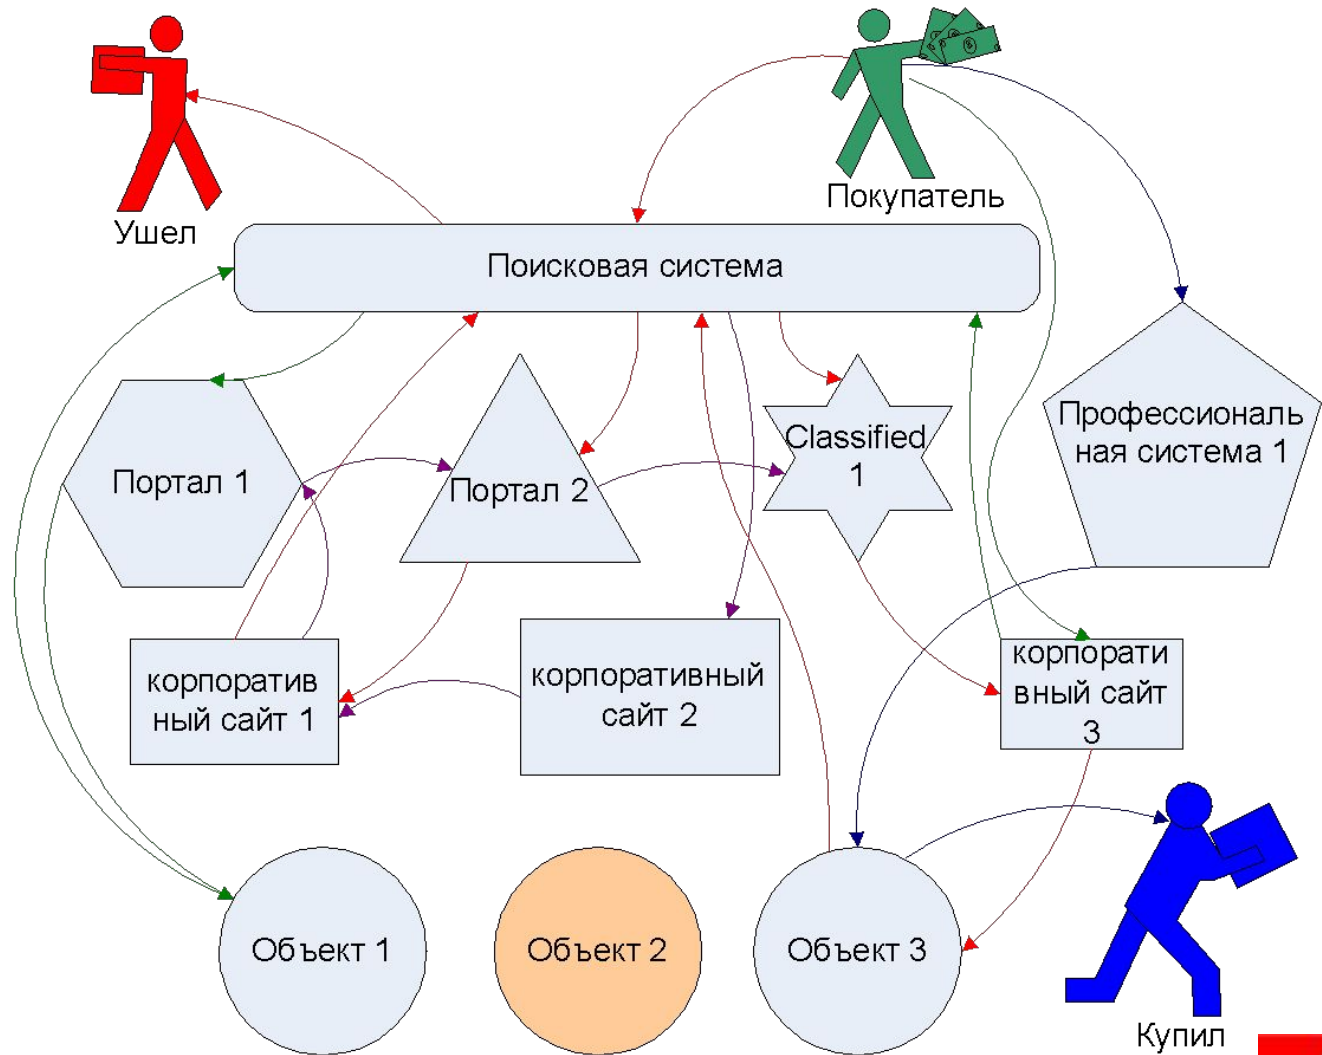 Покупатель
Ушел
Поисковая система
Classified
1
Профессиональ
ная система 1
Портал 1
Портал 2
корпоратив
ный сайт 1
корпоративный
сайт 2
корпорати
вный сайт
3
Объект 1
Объект 2
Объект 3
Купил